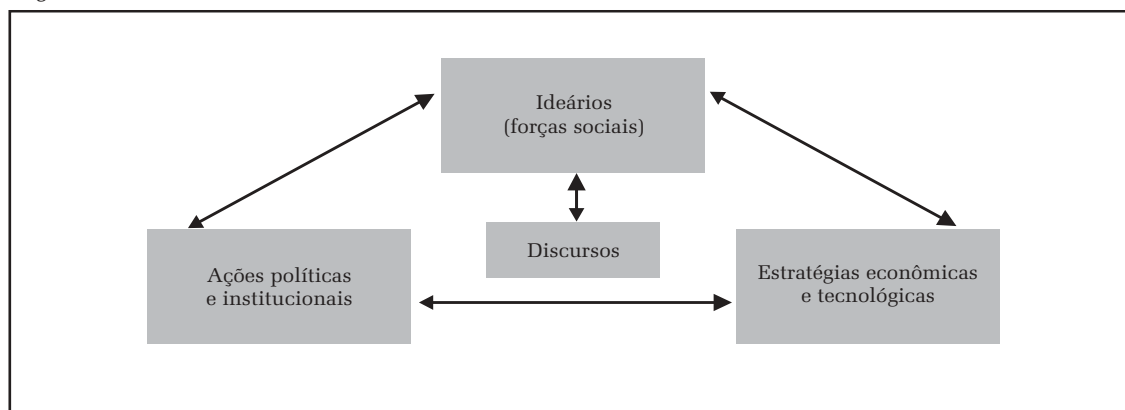 Ideários
(forças sociais)
Discursos
Ações políticas
e institucionais
Estratégias econômicas
e tecnológicas